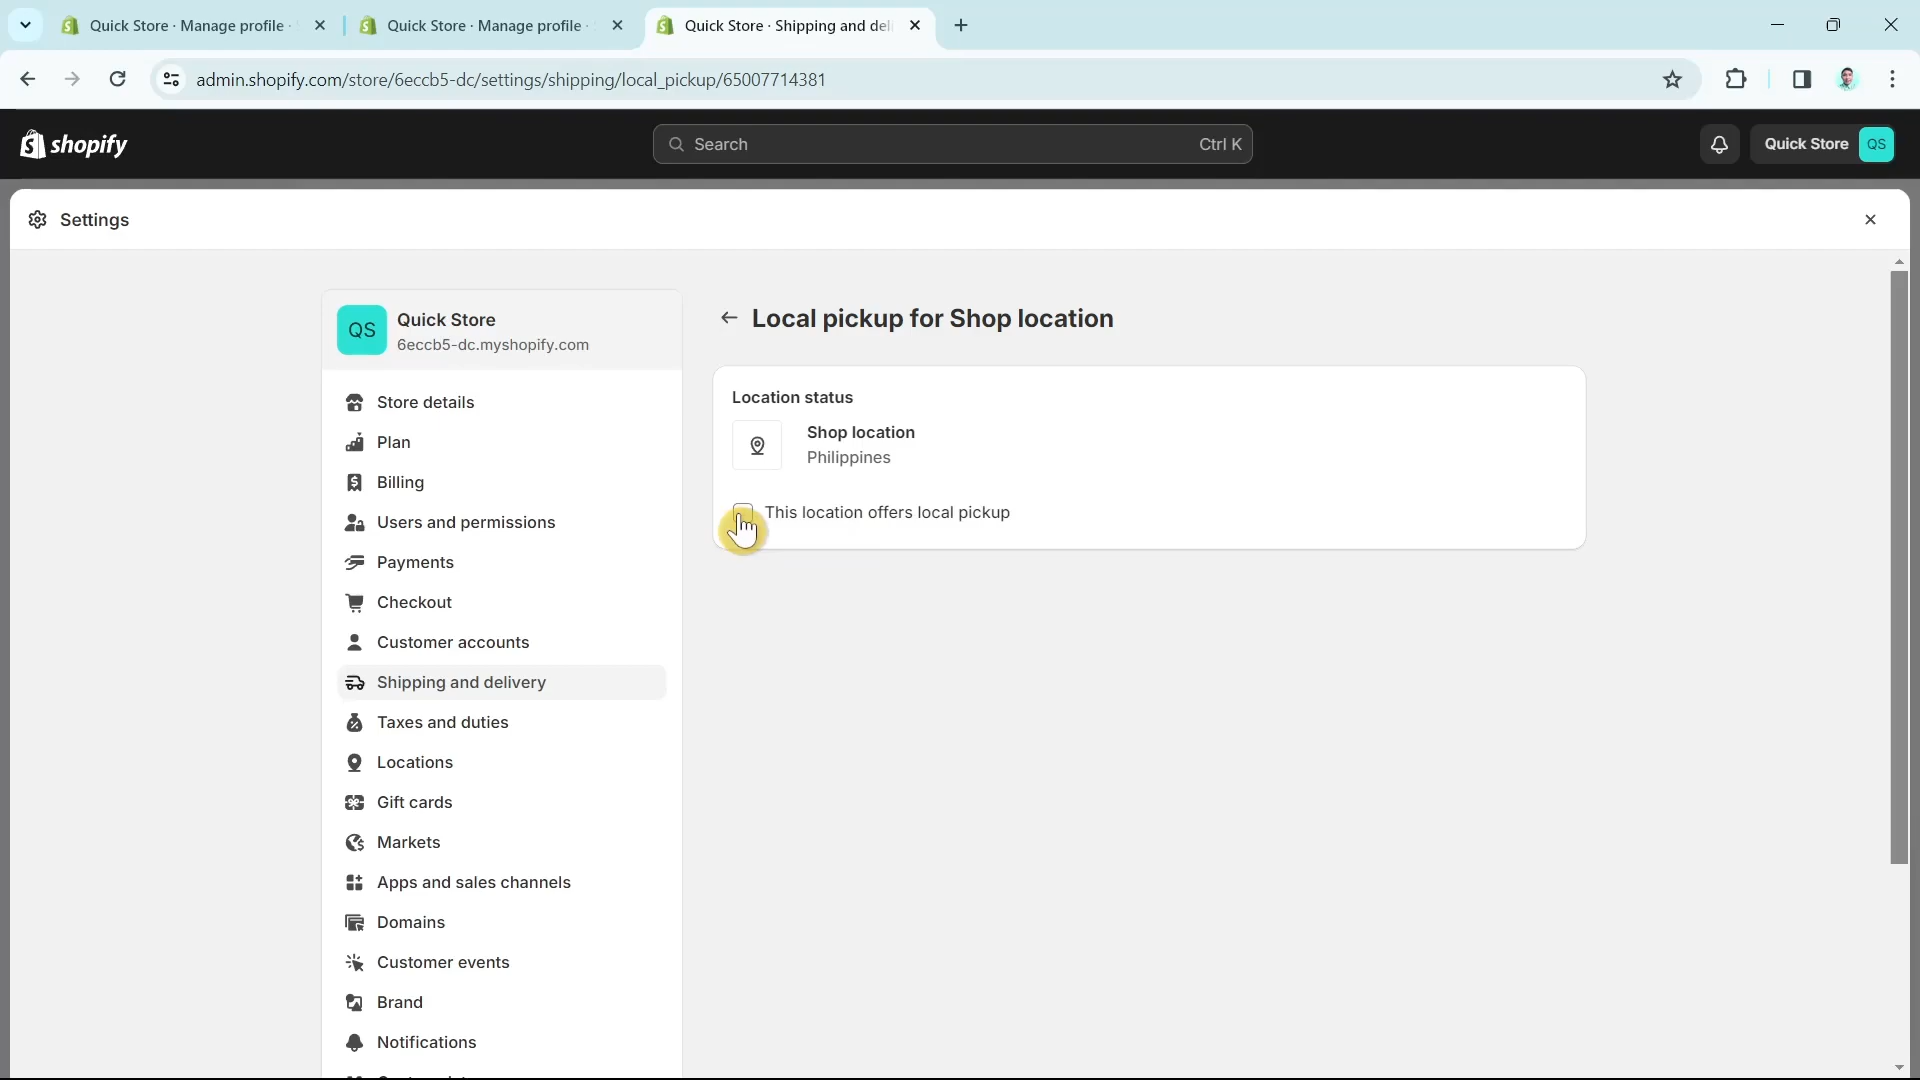 Quick Store · Manage profile ·
Quick Store · Manage profile ·
Quick Store · Shipping and del
admin.shopify.com/store/6eccb5-dc/settings/shipping/local_pickup/65007714381
shopify
Search
Ctrl K
Quick Store
QS
Settings
QS
Quick Store
6eccb5-dc.myshopify.com
Store details
Plan
Billing
Users and permissions
Payments
Checkout
Customer accounts
Shipping and delivery
Taxes and duties
Locations
Gift cards
Markets
Apps and sales channels
Domains
Customer events
Brand
Notifications
Local pickup for Shop location
Location status
Shop location
Philippines
This location offers local pickup